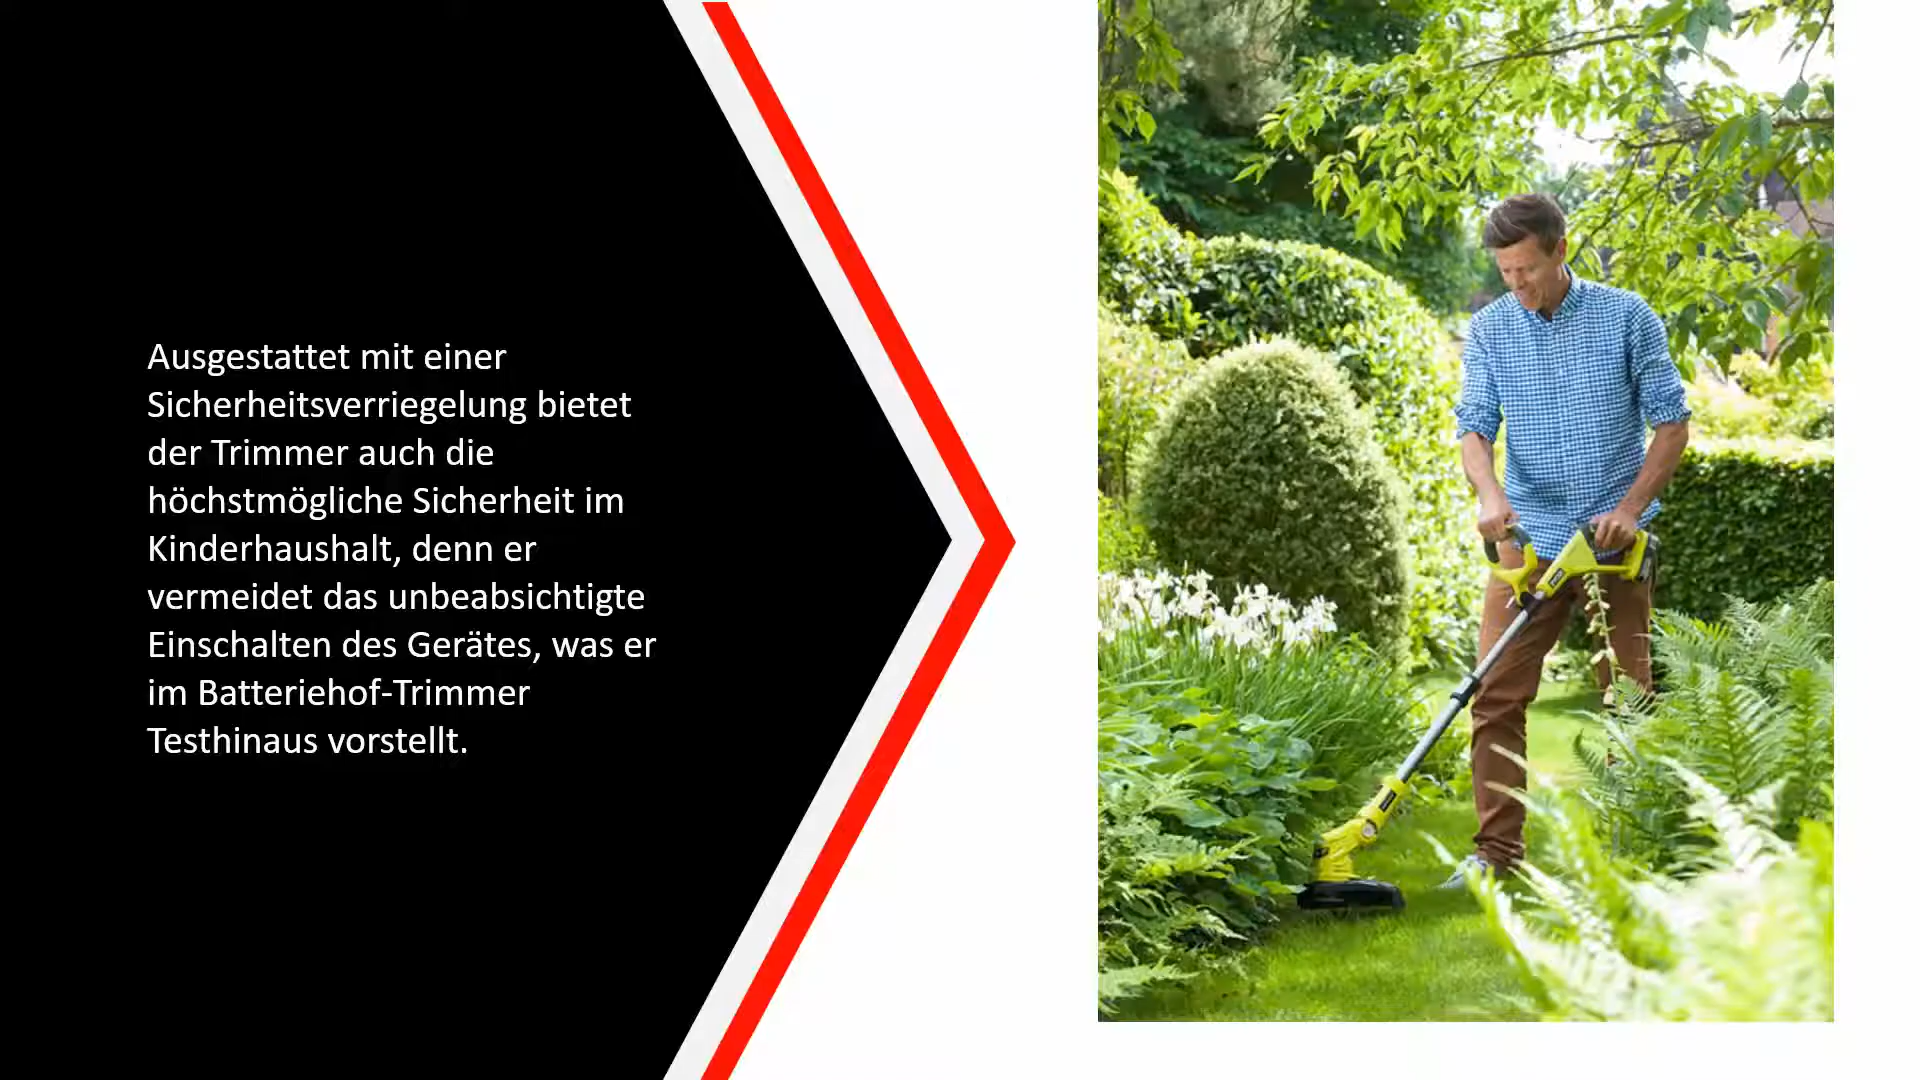 Ausgestattet mit einer
Sicherheitsverriegelung bietet
der Trimmer auch die
höchstmögliche Sicherheit im
Kinderhaushalt, denn er
vermeidet das unbeabsichtigte
Einschalten des Gerätes, was er
im Batteriehof-Trimmer
Testhinaus vorstellt.